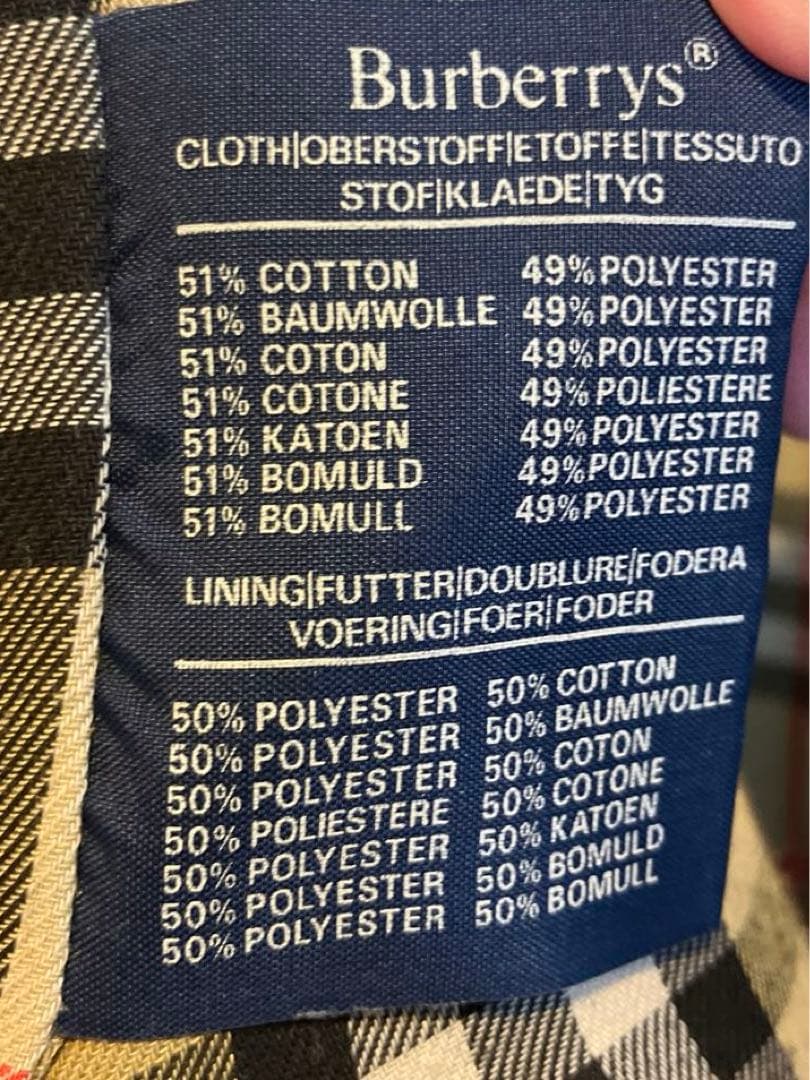 Burberrys®
CLOTH|OBERSTOFF|ETOFFE|TESSUTO
STOF|KLAEDE|TYG
51% COTTON 49% POLYESTER
51% BAUMWOLLE 49% POLYESTER
51% COTON 49% POLYESTER
51% COTONE 49% POLIESTERE
51% KATOEN 49% POLYESTER
51% BOMULD 49% POLYESTER
51% BOMULL 49% POLYESTER
LINING|FUTTER|DOUBLURE|FODERA
VOERING|FOER|FODER
50% POLYESTER 50% COTTON
50% POLYESTER 50% BAUMWOLLE
50% POLYESTER 50% COTON
50% POLIESTERE 50% COTONE
50% POLYESTER 50% KATOEN
50% POLYESTER 50% BOMULD
50% POLYESTER 50% BOMULL